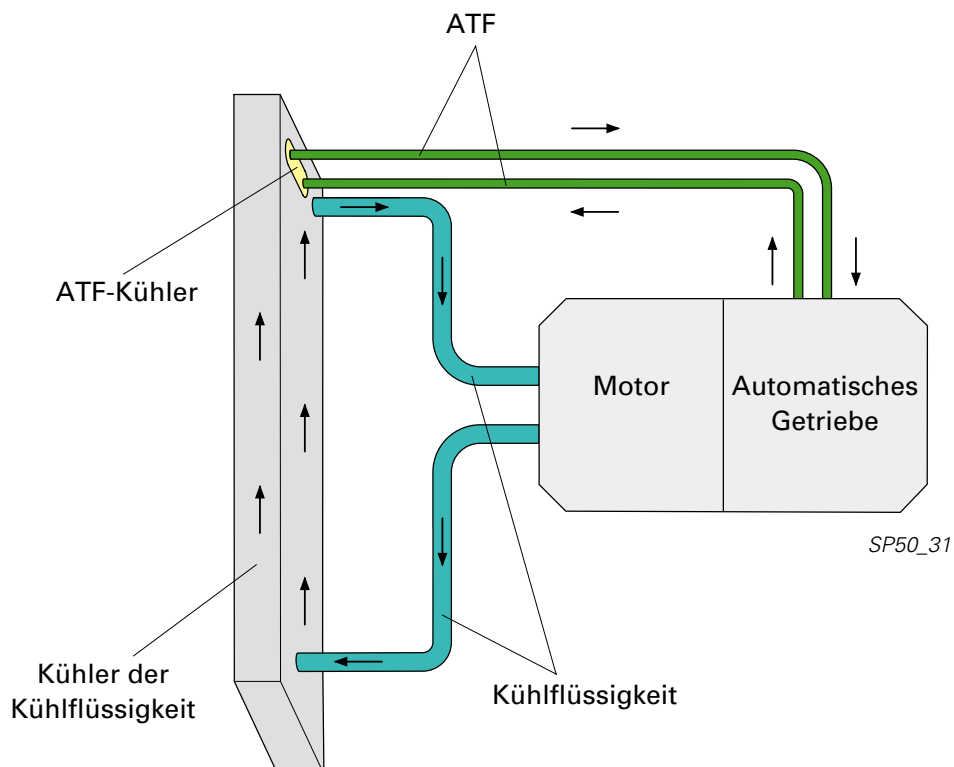 ATF
ATF-Kühler
Motor
Automatisches
Getriebe
SP50_31
Kühler der
Kühlflüssigkeit
Kühlflüssigkeit